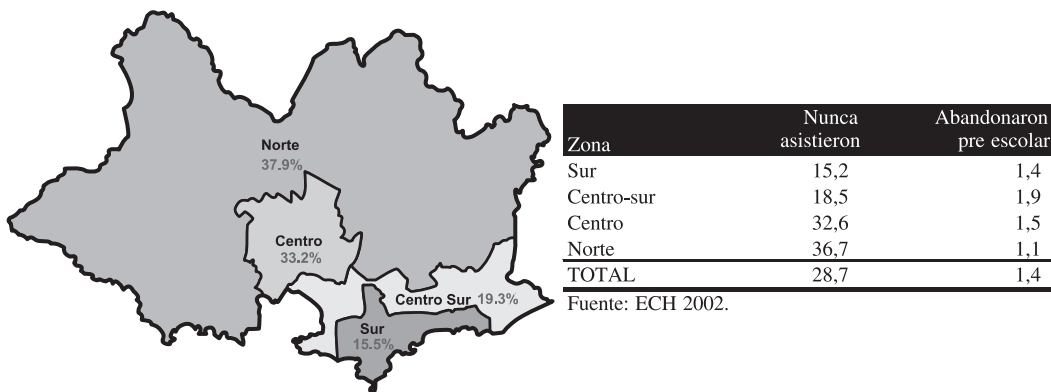 Norte
37.9%
Centro
33.2%
Centro Sur 19.3%
Sur
15.5%
Nunca Abandonaron
Zona asistieron pre escolar
Sur 15,2 1,4
Centro-sur 18,5 1,9
Centro 32,6 1,5
Norte 36,7 1,1
TOTAL 28,7 1,4
Fuente: ECH 2002.